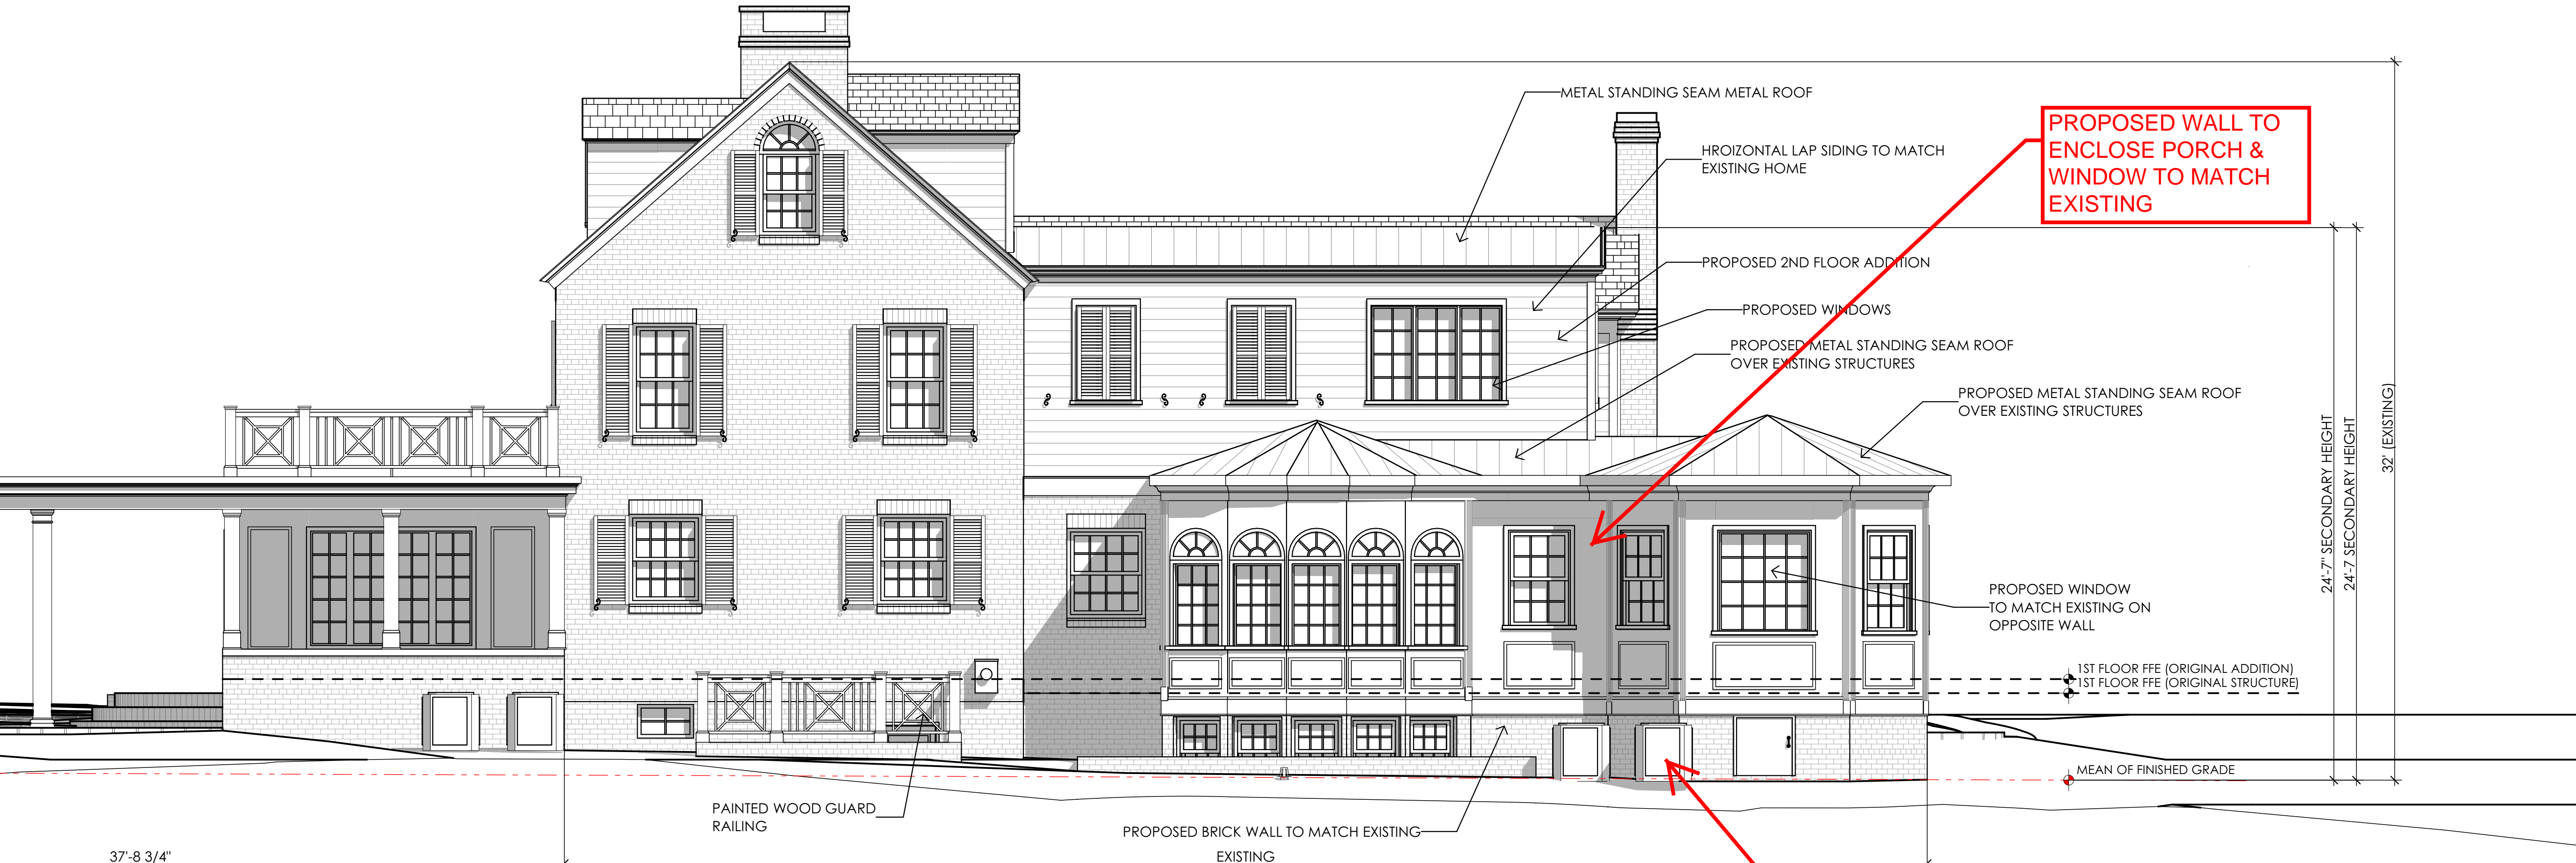 METAL STANDING SEAM METAL ROOF
PROPOSED WALL TO
ENCLOSE PORCH &
WINDOW TO MATCH
EXISTING
HROIZONTAL LAP SIDING TO MATCH
EXISTING HOME
PROPOSED 2ND FLOOR ADDITION
PROPOSED WINDOWS
PROPOSED METAL STANDING SEAM ROOF
OVER EXISTING STRUCTURES
PROPOSED METAL STANDING SEAM ROOF
OVER EXISTING STRUCTURES
24'-7" SECONDARY HEIGHT
24'-7 SECONDARY HEIGHT
32' (EXISTING)
PROPOSED WINDOW
TO MATCH EXISTING ON
OPPOSITE WALL
1ST FLOOR FFE (ORIGINAL ADDITION)
1ST FLOOR FFE (ORIGINAL STRUCTURE)
MEAN OF FINISHED GRADE
PAINTED WOOD GUARD
RAILING
PROPOSED BRICK WALL TO MATCH EXISTING
EXISTING
37'-8 3/4"